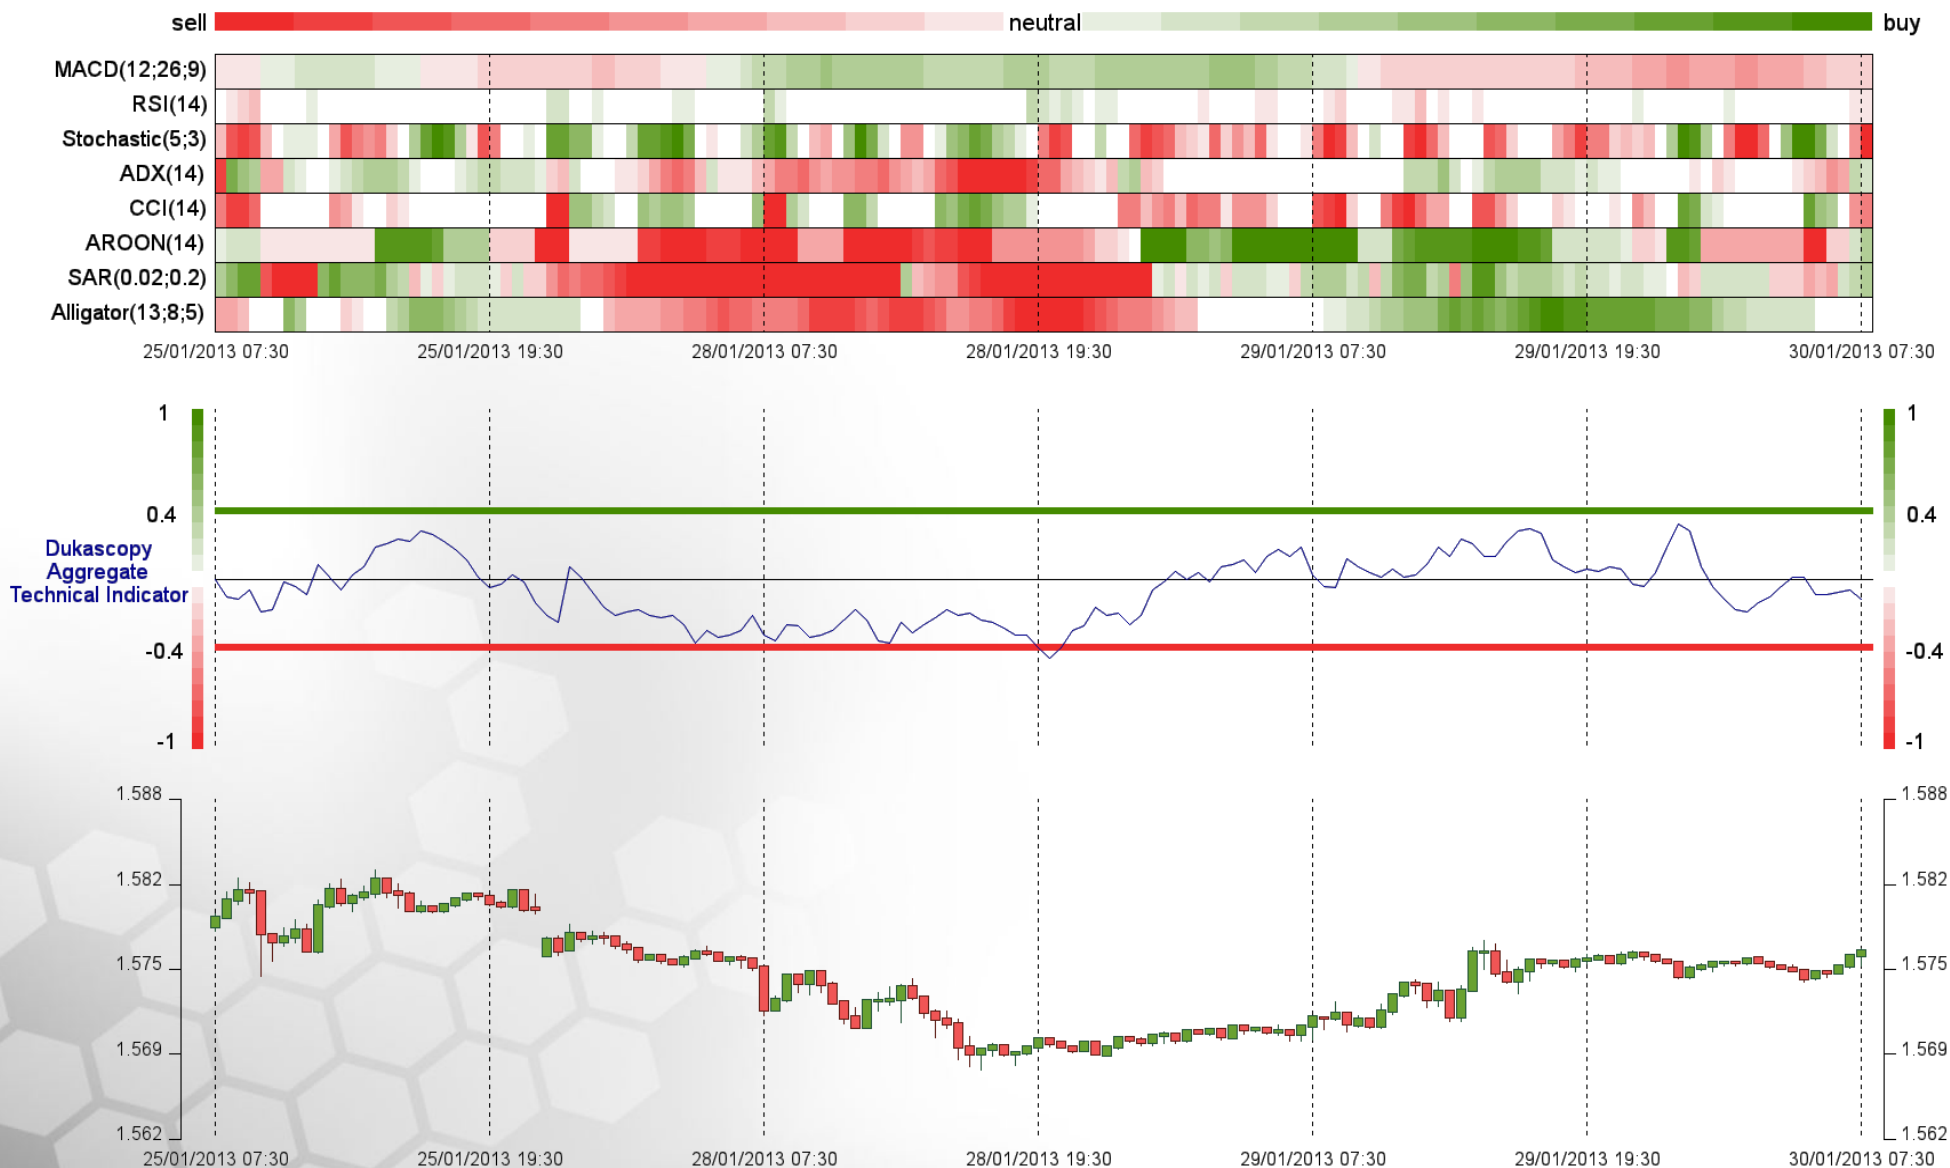 sell neutral buy
MACD(12;26;9)
RSI(14)
Stochastic(5;3)
ADX(14)
CCI(14)
AROON(14)
SAR(0.02;0.2)
Alligator(13;8;5)
25/01/2013 07:30 25/01/2013 19:30 28/01/2013 07:30 28/01/2013 19:30 29/01/2013 07:30 29/01/2013 19:30 30/01/2013 07:30
1 1
0.4 0.4
Dukascopy
Aggregate
Technical Indicator
-0.4 -0.4
-1 -1
1.588 1.588
1.582 1.582
1.575 1.575
1.569 1.569
1.562 1.562
25/01/2013 07:30 25/01/2013 19:30 28/01/2013 07:30 28/01/2013 19:30 29/01/2013 07:30 29/01/2013 19:30 30/01/2013 07:30